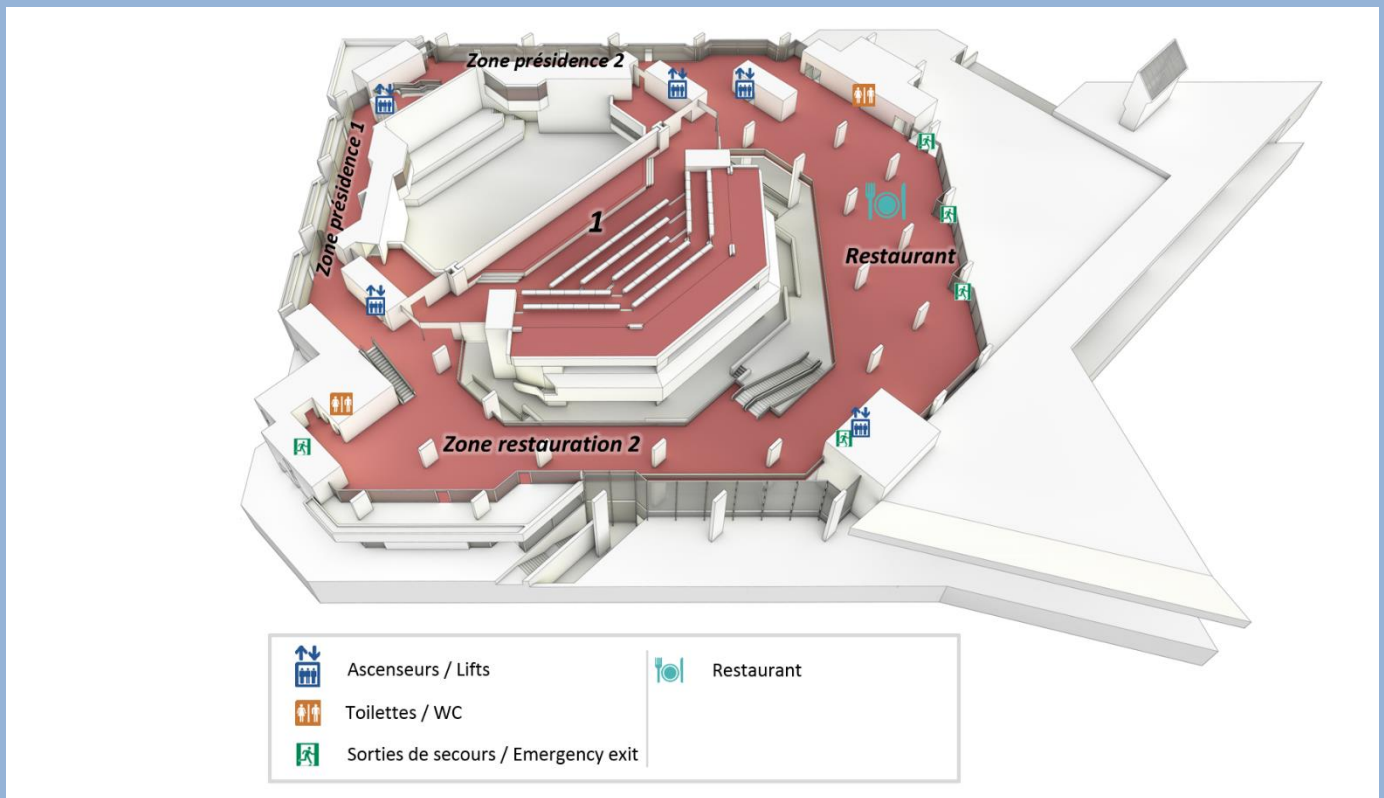 Zone présidence 2
Zone présidence 1
1
Restaurant
Zone restauration 2
Ascenseurs / Lifts
Toilettes / WC
Sorties de secours / Emergency exit
Restaurant